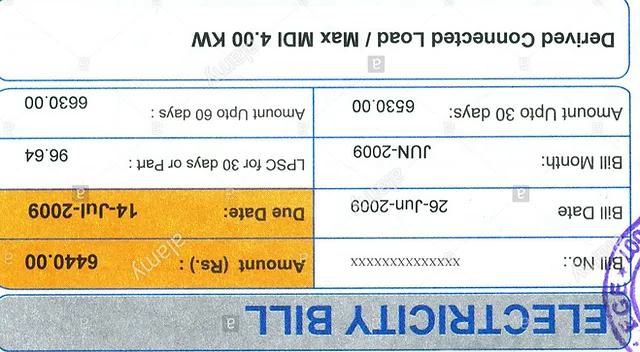 ELECTRICITY BILL
Bill No.: xxxxxxxxxxxxxxx Amount (Rs.) : 6440.00
Bill Date 26-Jun-2009 Due Date: 14-Jul-2009
Bill Month: JUN-2009 LPSC for 30 days or Part : 96.64
Amount Upto 30 days: 6530.00 Amount Upto 60 days : 6630.00
Derived Connected Load / Max MDI 4.00 KW
alamy